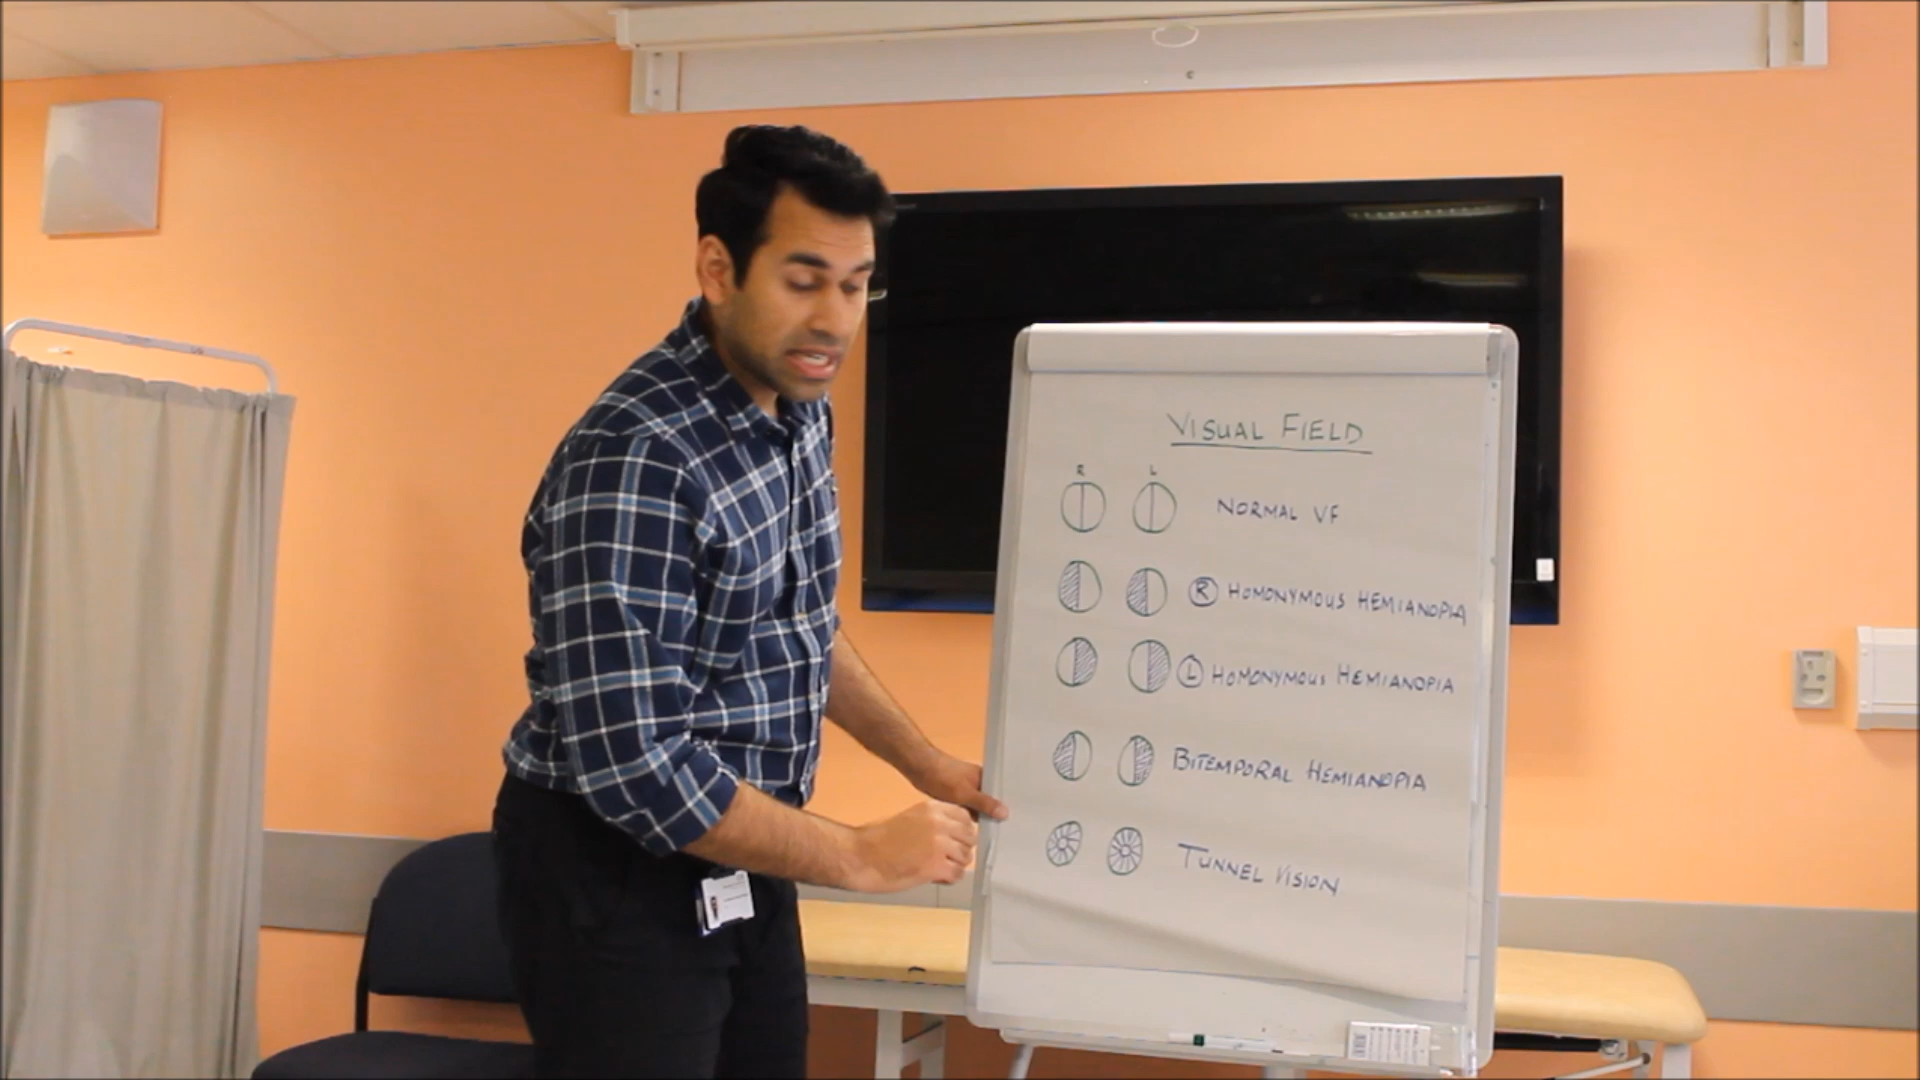 VISUAL FIELD
R L
NORMAL VF
R HOMONYMOUS HEMIANOPIA
L HOMONYMOUS HEMIANOPIA
BITEMPORAL HEMIANOPIA
TUNNEL VISION